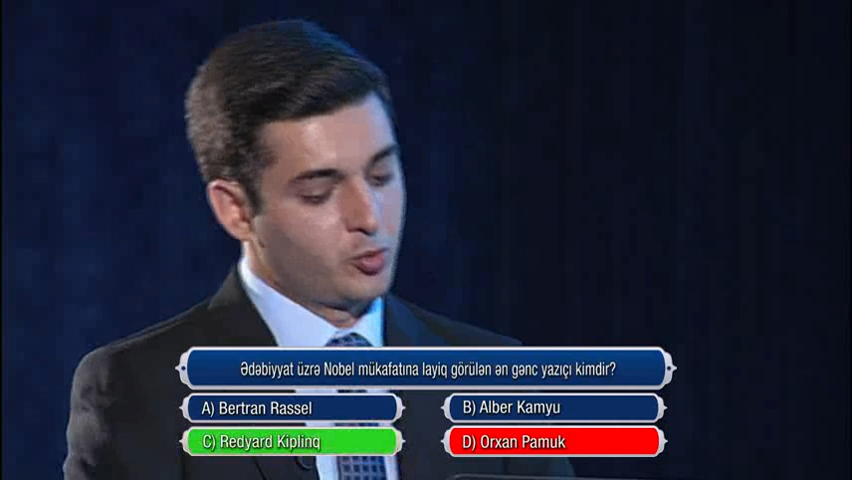 Ədəbiyyat üzrə Nobel mükafatına layiq görülən ən gənc yazıçı kimdir?
A) Bertran Rassel
B) Alber Kamyu
C) Redyard Kiplinq
D) Orxan Pamuk